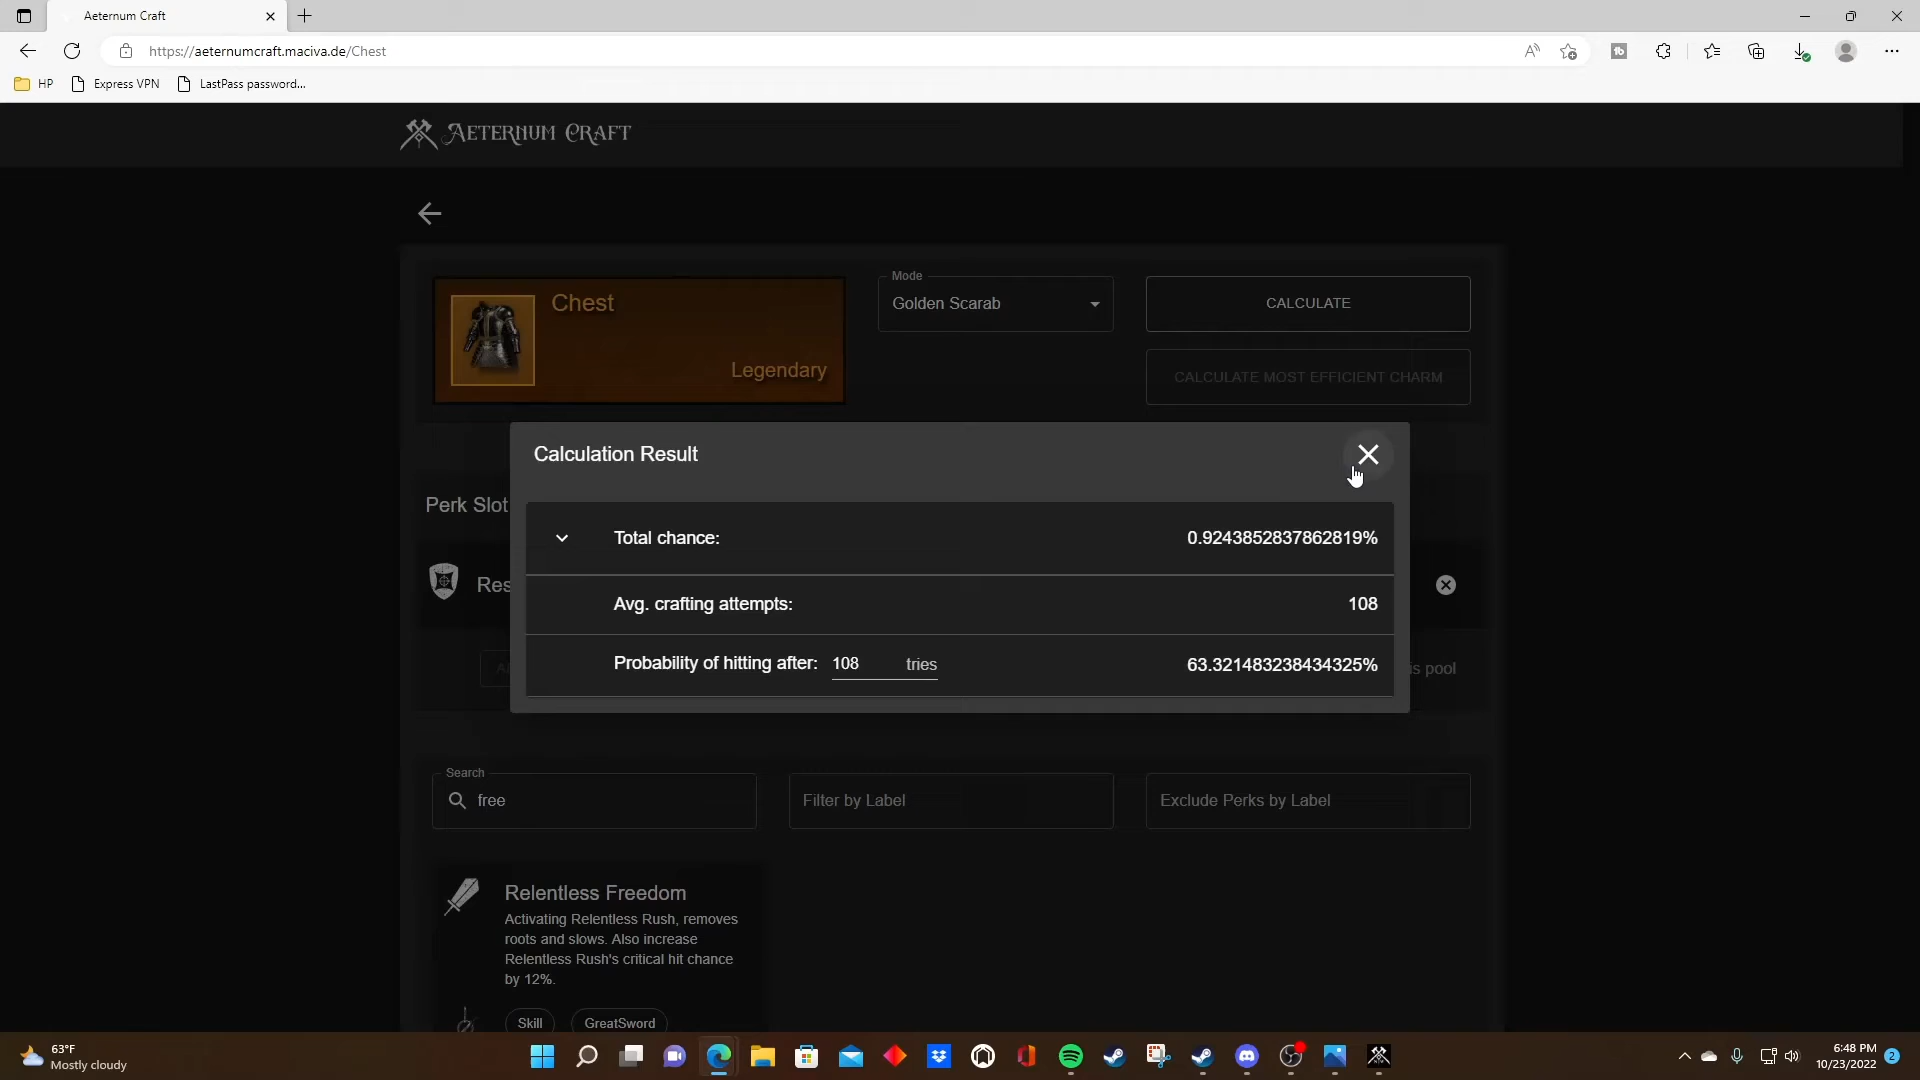 Aeternum Craft
https://aeternumcraft.maciva.de/Chest
HP
Express VPN
LastPass password...
AETERNUM CRAFT
Chest
Legendary
Mode
Golden Scarab
CALCULATE
CALCULATE MOST EFFICIENT CHARM
Calculation Result
Perk Slot
Total chance: 0.9243852837862819%
Res
Avg. crafting attempts: 108
Probability of hitting after: 108 tries 63.321483238434325%
is pool
Search
free
Filter by Label
Exclude Perks by Label
Relentless Freedom
Activating Relentless Rush, removes
roots and slows. Also increase
Relentless Rush's critical hit chance
by 12%.
Skill
GreatSword
63°F
Mostly cloudy
6:48 PM
10/23/2022
2